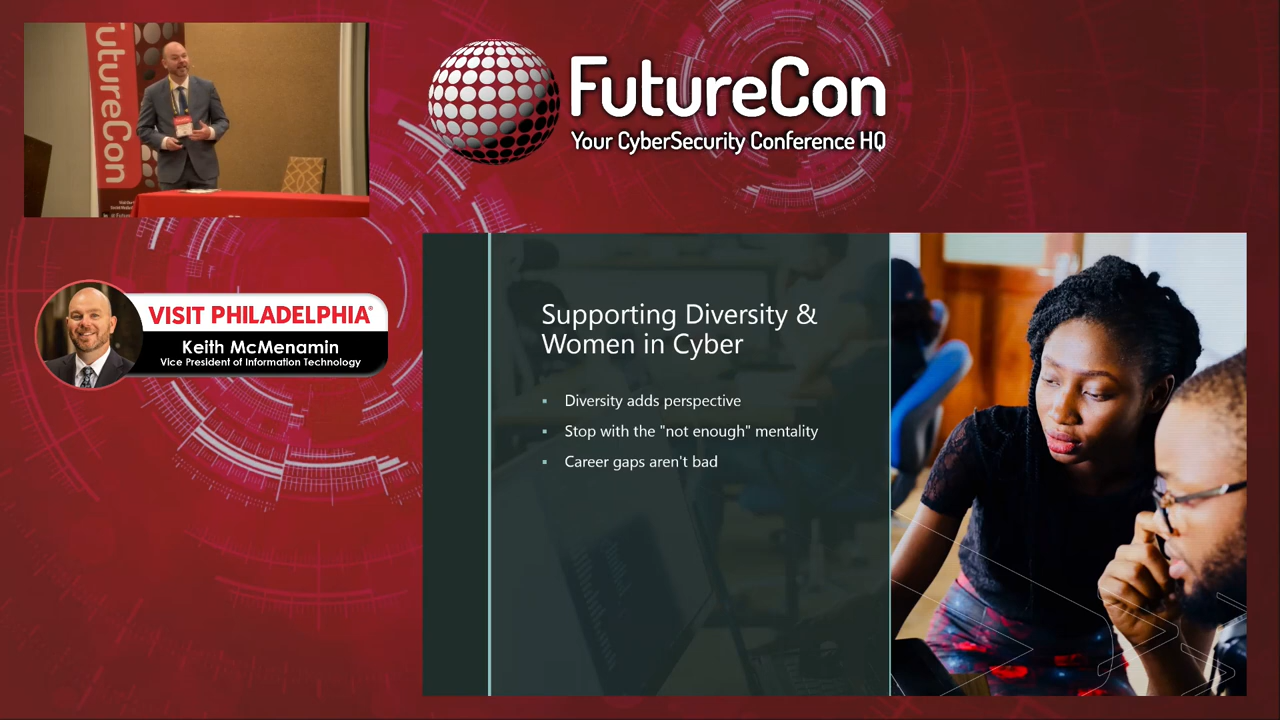 FutureCon
FutureCon
Your CyberSecurity Conference HQ
VISIT PHILADELPHIA®
Keith McMenamin
Vice President of Information Technology
Supporting Diversity &
Women in Cyber
▪ Diversity adds perspective
▪ Stop with the "not enough" mentality
▪ Career gaps aren't bad